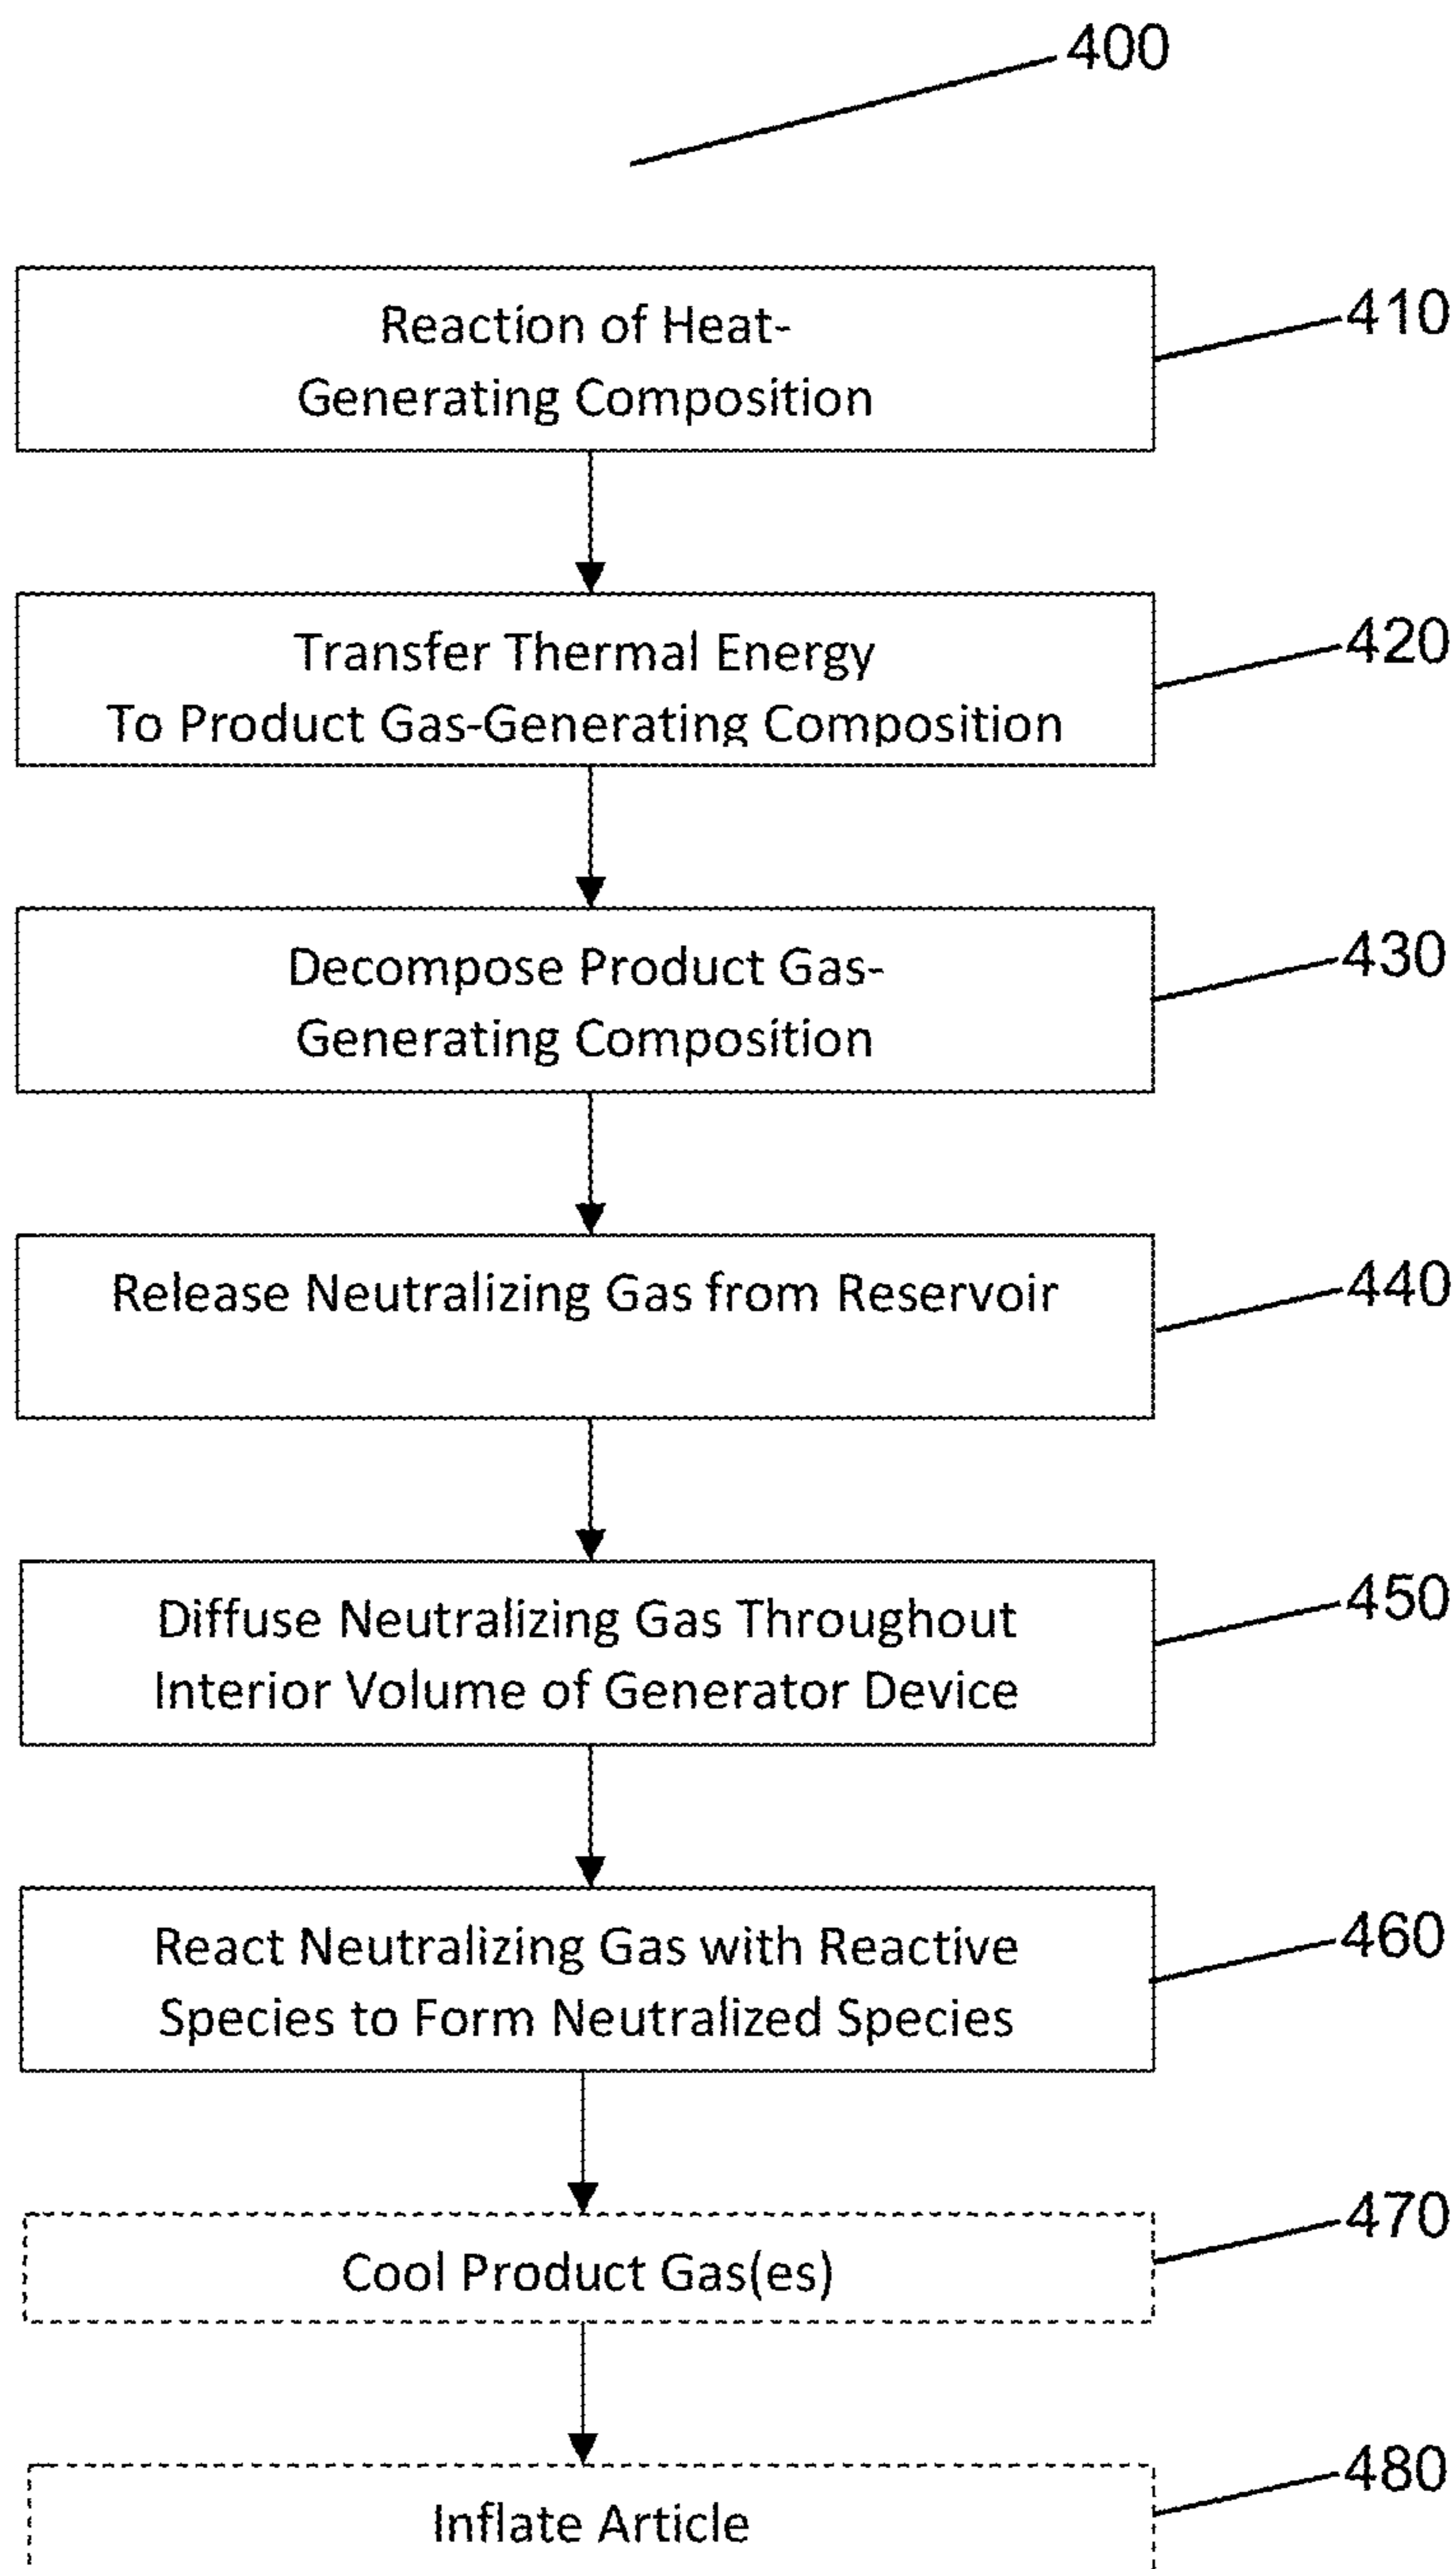 400
Reaction of Heat-
Generating Composition
410
Transfer Thermal Energy
To Product Gas-Generating Composition
420
Decompose Product Gas-
Generating Composition
430
Release Neutralizing Gas from Reservoir
440
Diffuse Neutralizing Gas Throughout
Interior Volume of Generator Device
450
React Neutralizing Gas with Reactive
Species to Form Neutralized Species
460
Cool Product Gas(es)
470
Inflate Article
480